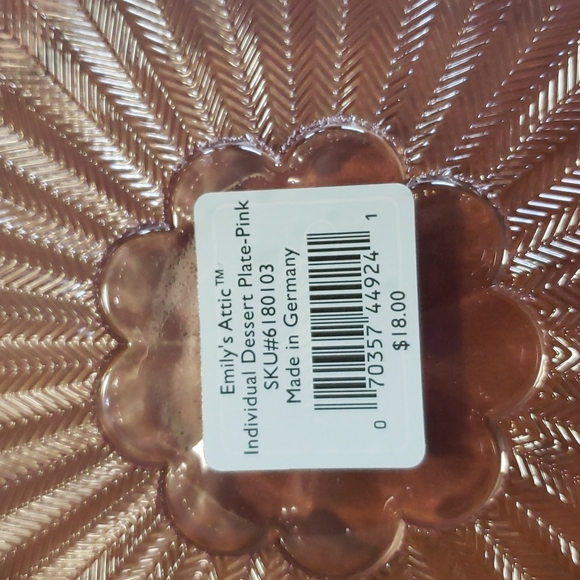 Emily's Attic™
Individual Dessert Plate-Pink
SKU#6180103
Made in Germany
0 70357 44924 1
$18.00